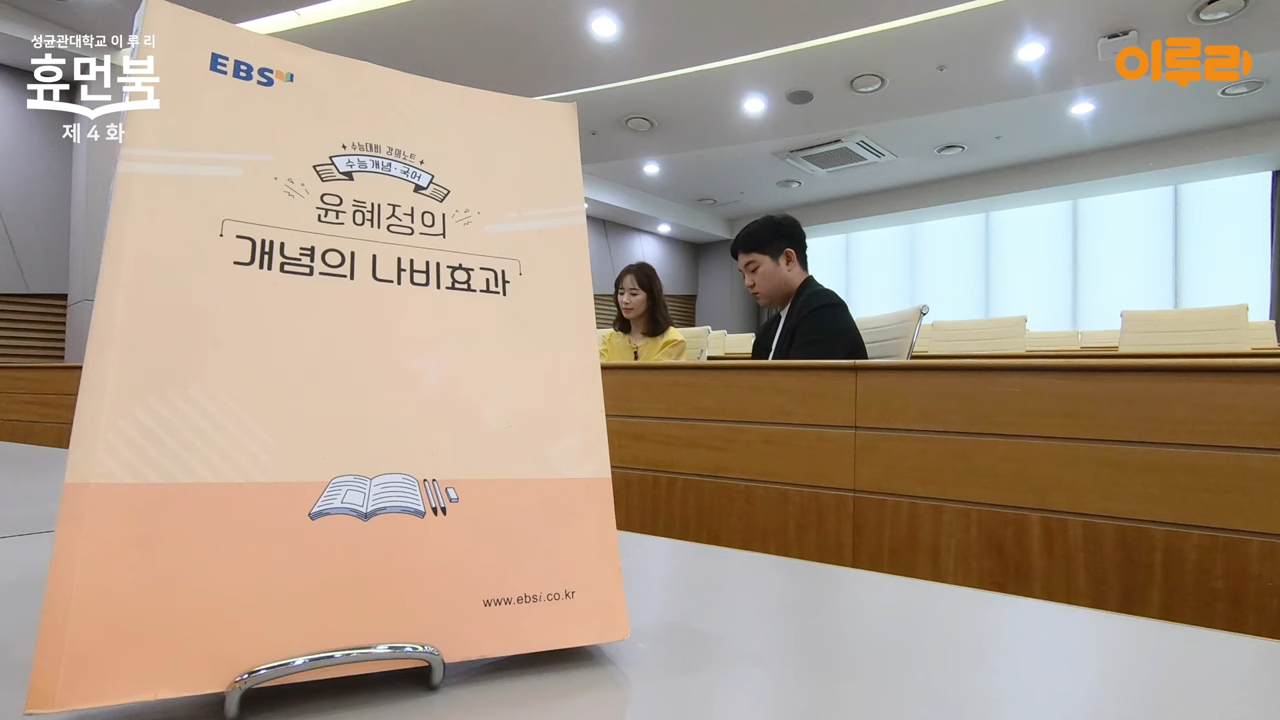 성균관대학교 이루리
휴먼북
제4화
이루리
EBS
수능대비 강의노트
수능개념·국어
윤혜정의
개념의 나비효과
www.ebsi.co.kr